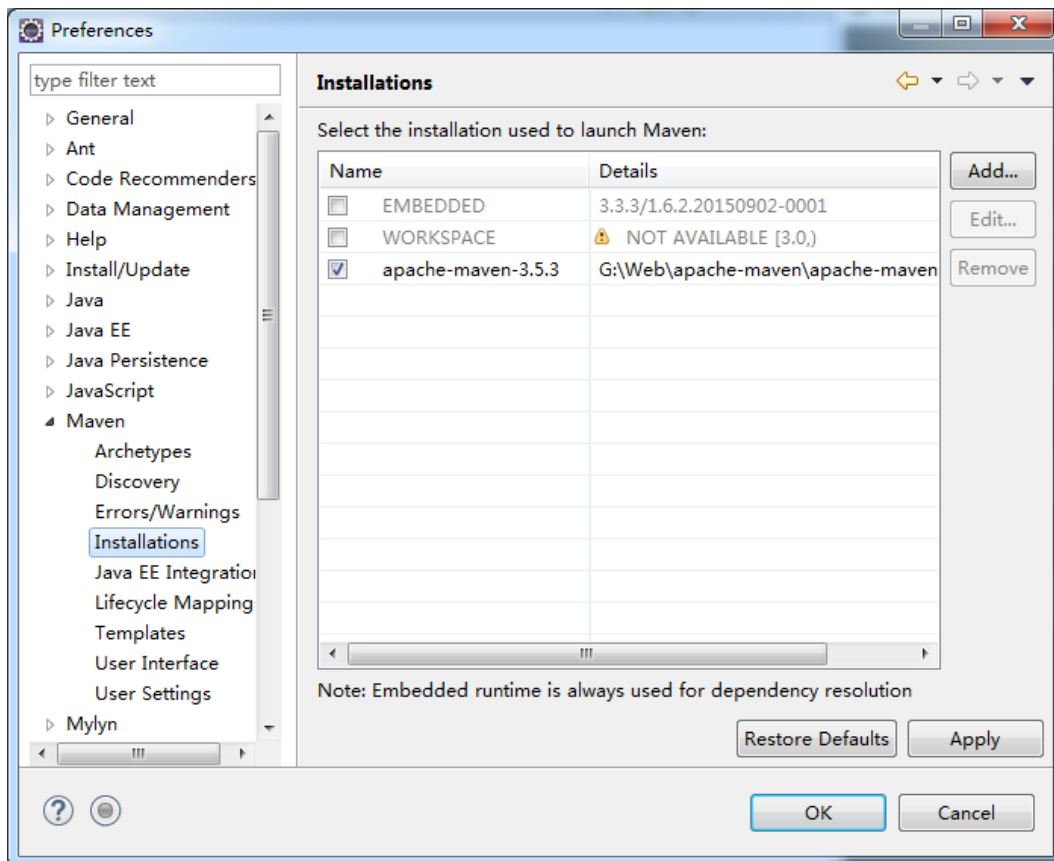 Preferences
type filter text
General
Ant
Code Recommenders
Data Management
Help
Install/Update
Java
Java EE
Java Persistence
JavaScript
Maven
Archetypes
Discovery
Errors/Warnings
Installations
Java EE Integration
Lifecycle Mapping
Templates
User Interface
User Settings
Mylyn
Installations
Select the installation used to launch Maven:
Name Details
EMBEDDED 3.3.3/1.6.2.20150902-0001
WORKSPACE NOT AVAILABLE [3.0,)
apache-maven-3.5.3 G:\Web\apache-maven\apache-maven
Add...
Edit...
Remove
Note: Embedded runtime is always used for dependency resolution
Restore Defaults Apply
OK Cancel